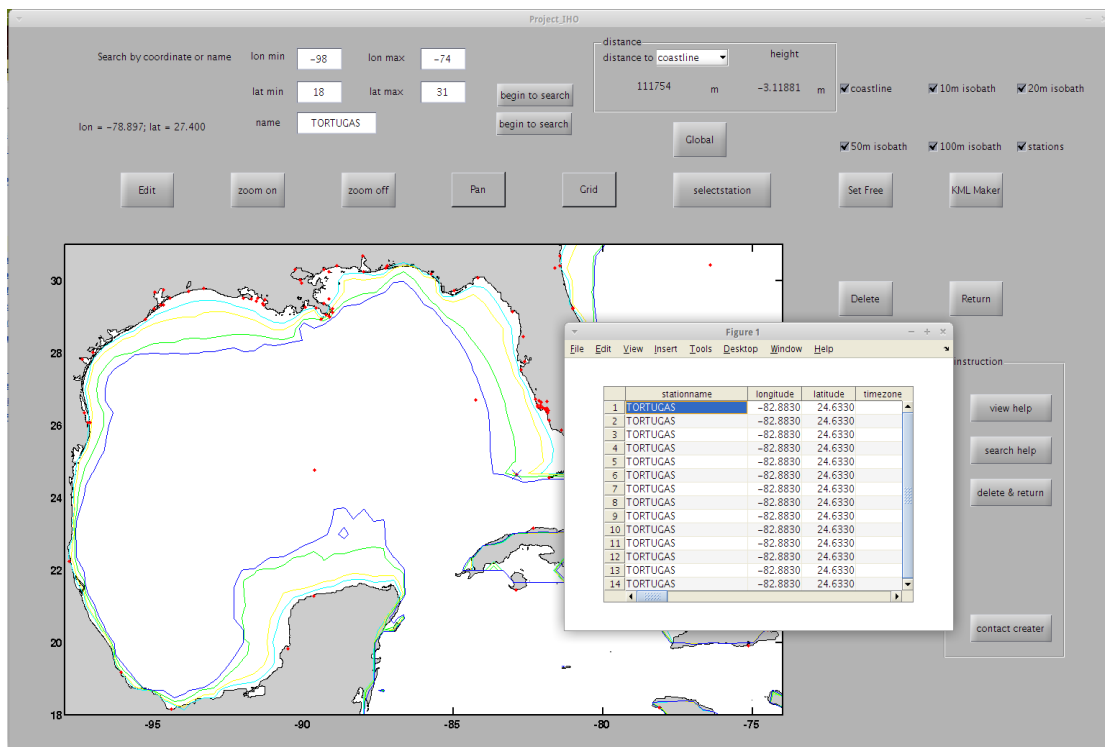 Project_IHO
Search by coordinate or name lon min −98 lon max −74
lat min 18 lat max 31 begin to search
lon = −78.897; lat = 27.400 name TORTUGAS begin to search
distance
distance to coastline height
111754 m −3.11881 m
coastline 10m isobath 20m isobath
Global
50m isobath 100m isobath stations
Edit zoom on zoom off Pan Grid selectstation Set Free KML Maker
Delete Return
30
28
26
24
22
20
18
-95 -90 -85 -80 -75
Figure 1
File Edit View Insert Tools Desktop Window Help
stationname longitude latitude timezone
1 TORTUGAS −82.8830 24.6330
2 TORTUGAS −82.8830 24.6330
3 TORTUGAS −82.8830 24.6330
4 TORTUGAS −82.8830 24.6330
5 TORTUGAS −82.8830 24.6330
6 TORTUGAS −82.8830 24.6330
7 TORTUGAS −82.8830 24.6330
8 TORTUGAS −82.8830 24.6330
9 TORTUGAS −82.8830 24.6330
10 TORTUGAS −82.8830 24.6330
11 TORTUGAS −82.8830 24.6330
12 TORTUGAS −82.8830 24.6330
13 TORTUGAS −82.8830 24.6330
14 TORTUGAS −82.8830 24.6330
instruction
view help
search help
delete & return
contact creater